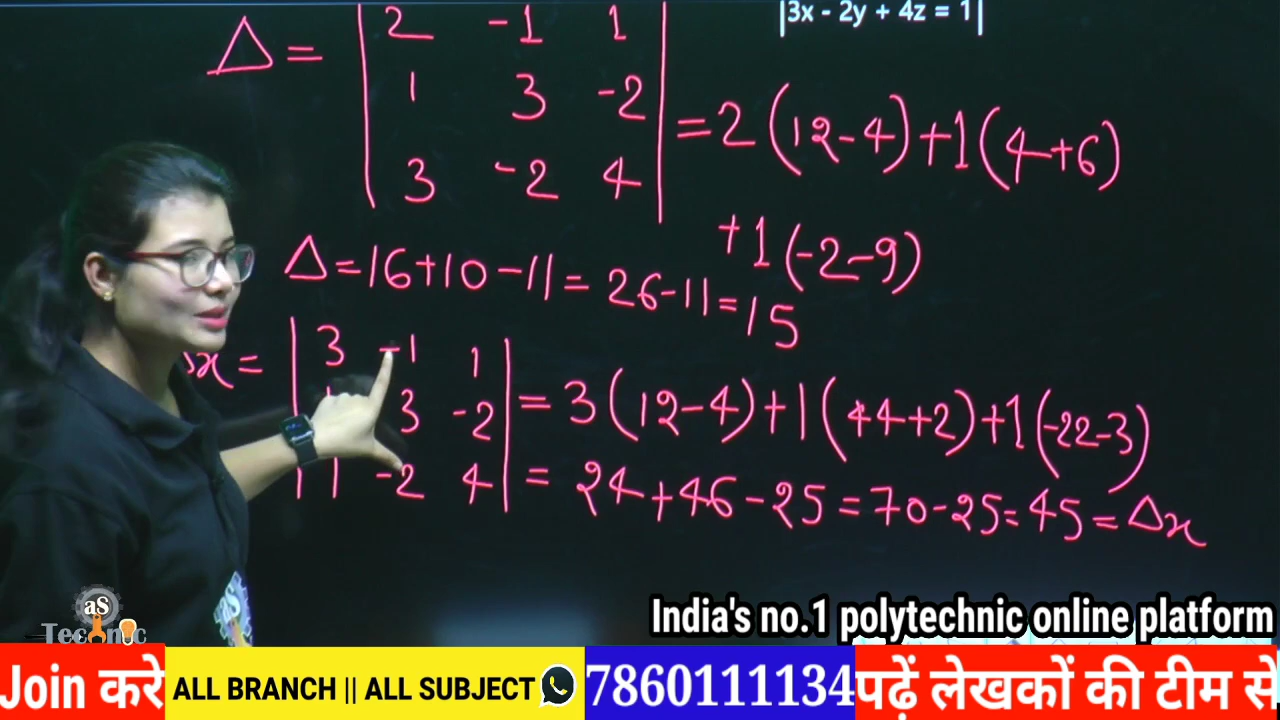 |3x - 2y + 4z = 1|
Δ = | 2 -1 1 |
| 1 3 -2 | = 2(12-4)+1(4+6)
| 3 -2 4 |
+1(-2-9)
Δ=16+10-11= 26-11=15
x = | 3 -1 1 |
3 -2 | = 3(12-4)+1(44+2)+1(-22-3)
1 -2 4 | = 24+46-25=70-25=45=Δx
aS
Tecnic
India's no.1 polytechnic online platform
Join करे ALL BRANCH || ALL SUBJECT 7860111134 पढ़ें लेखकों की टीम से